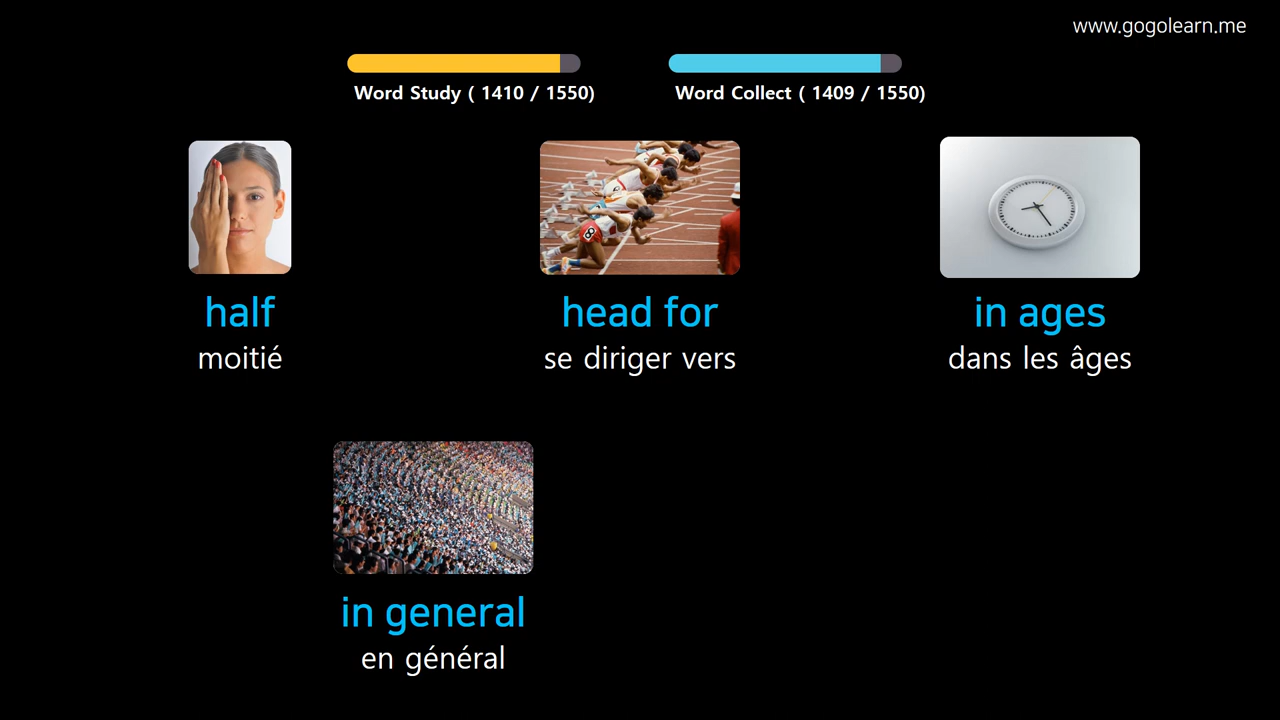 www.gogolearn.me
Word Study ( 1410 / 1550)
Word Collect ( 1409 / 1550)
half
moitié
head for
se diriger vers
in ages
dans les âges
in general
en général